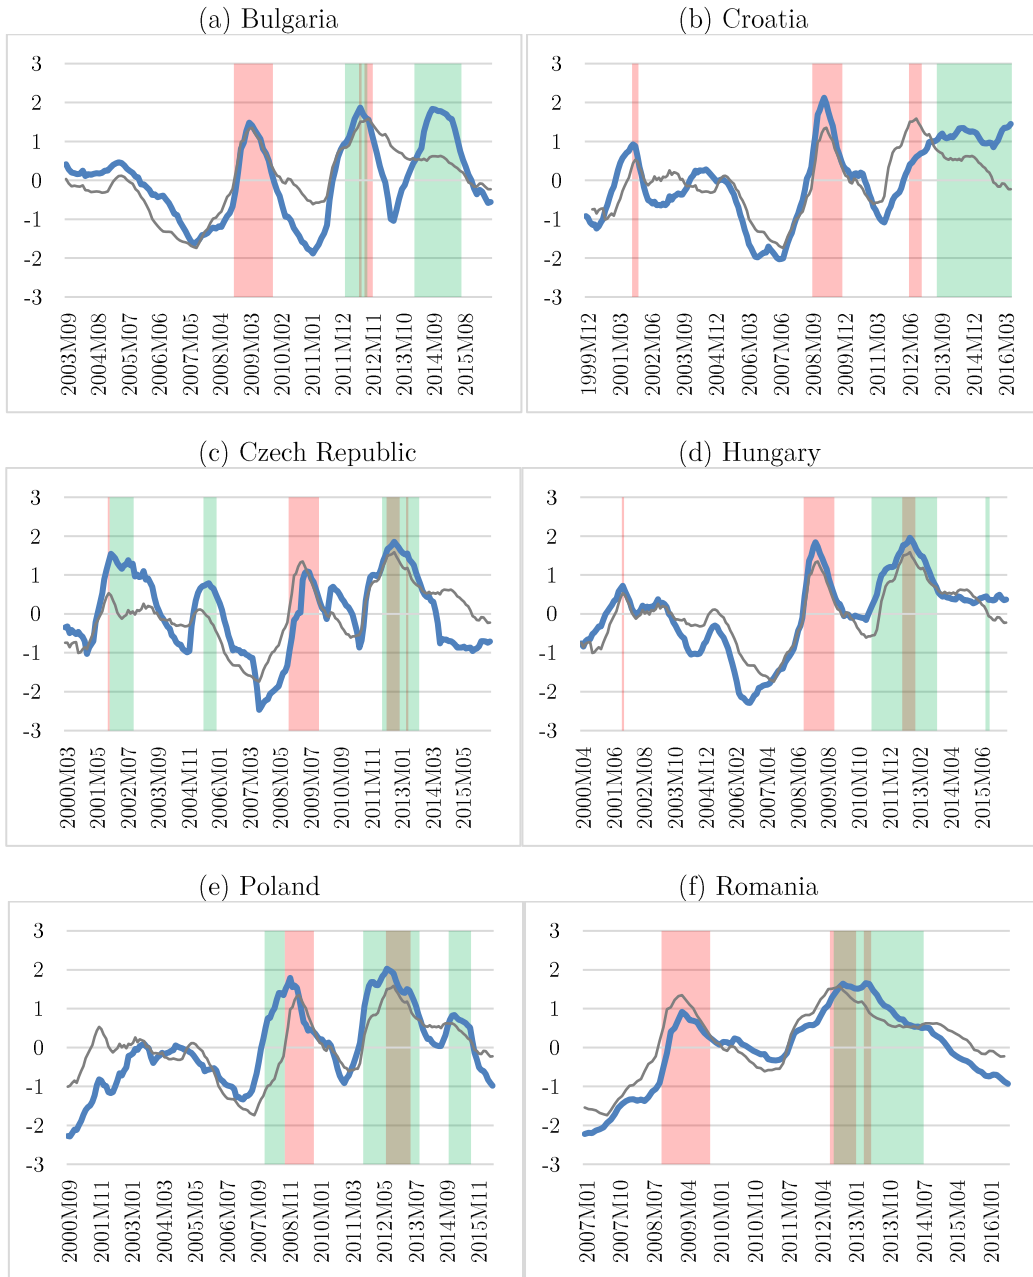 (a) Bulgaria
3
2
1
0
-1
-2
-3
2003M09
2004M08
2005M07
2006M06
2007M05
2008M04
2009M03
2010M02
2011M01
2011M12
2012M11
2013M10
2014M09
2015M08
(b) Croatia
3
2
1
0
-1
-2
-3
1999M12
2001M03
2002M06
2003M09
2004M12
2006M03
2007M06
2008M09
2009M12
2011M03
2012M06
2013M09
2014M12
2016M03
(c) Czech Republic
3
2
1
0
-1
-2
-3
2000M03
2001M05
2002M07
2003M09
2004M11
2006M01
2007M03
2008M05
2009M07
2010M09
2011M11
2013M01
2014M03
2015M05
(d) Hungary
3
2
1
0
-1
-2
-3
2000M04
2001M06
2002M08
2003M10
2004M12
2006M02
2007M04
2008M06
2009M08
2010M10
2011M12
2013M02
2014M04
2015M06
(e) Poland
3
2
1
0
-1
-2
-3
2000M09
2001M11
2003M01
2004M03
2005M05
2006M07
2007M09
2008M11
2010M01
2011M03
2012M05
2013M07
2014M09
2015M11
(f) Romania
3
2
1
0
-1
-2
-3
2007M01
2007M10
2008M07
2009M04
2010M01
2010M10
2011M07
2012M04
2013M01
2013M10
2014M07
2015M04
2016M01